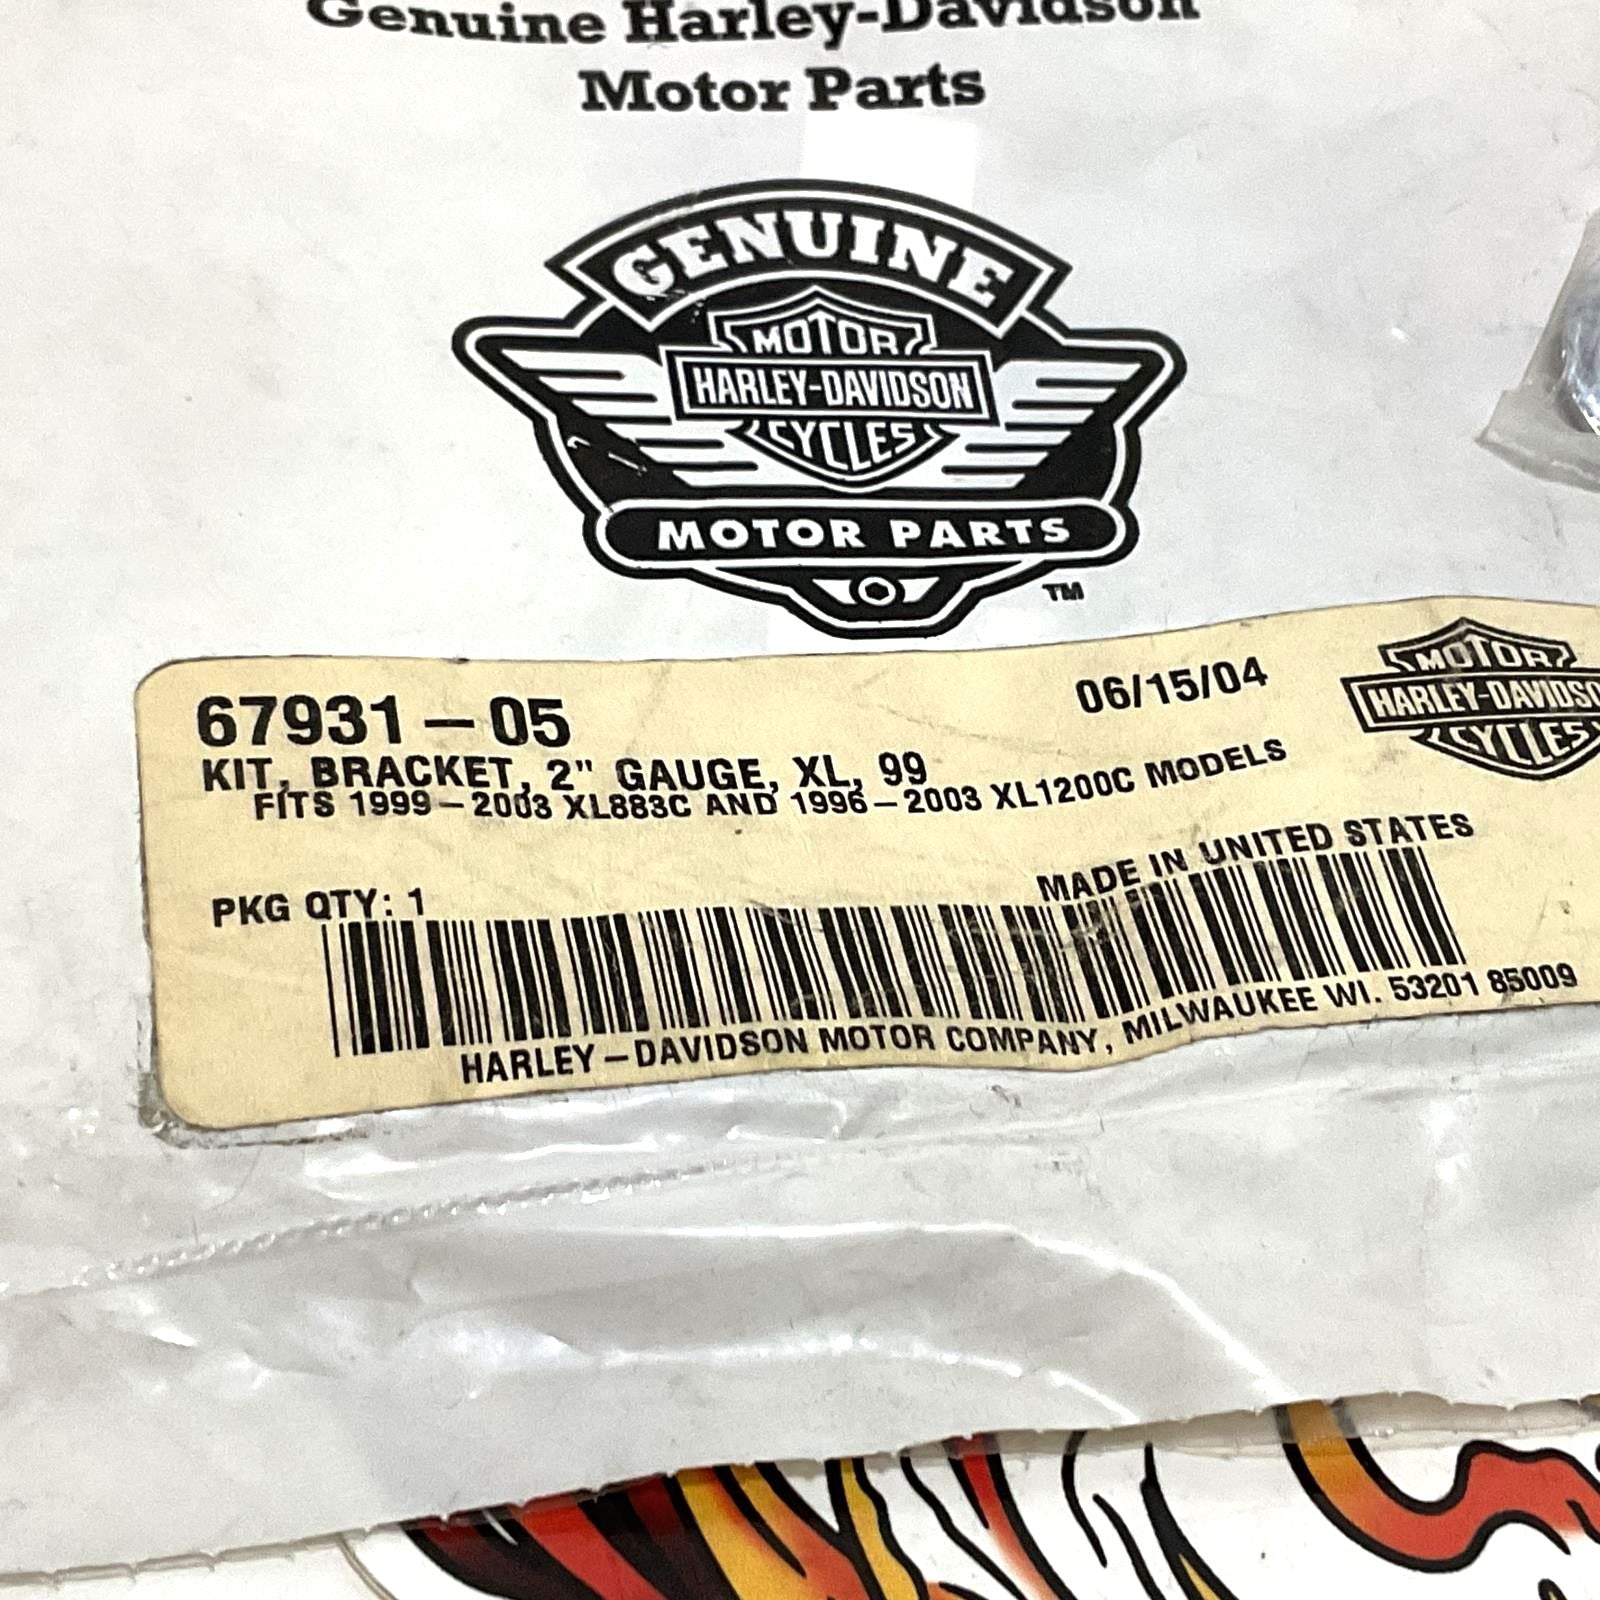 Genuine Harley-Davidson
Motor Parts
GENUINE
MOTOR
HARLEY-DAVIDSON
CYCLES
MOTOR PARTS
TM
67931-05
06/15/04
MOTOR
HARLEY-DAVIDSO
CYCLES
KIT, BRACKET, 2" GAUGE, XL, 99
FITS 1999-2003 XL883C AND 1996-2003 XL1200C MODELS
PKG QTY: 1
MADE IN UNITED STATES
HARLEY-DAVIDSON MOTOR COMPANY, MILWAUKEE WI. 53201 85009